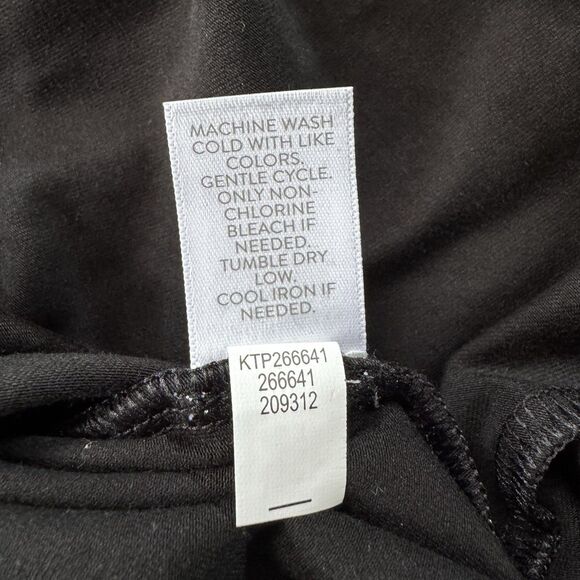 MACHINE WASH
COLD WITH LIKE
COLORS.
GENTLE CYCLE.
ONLY NON-
CHLORINE
BLEACH IF
NEEDED.
TUMBLE DRY
LOW.
COOL IRON IF
NEEDED.
KTP266641
266641
209312